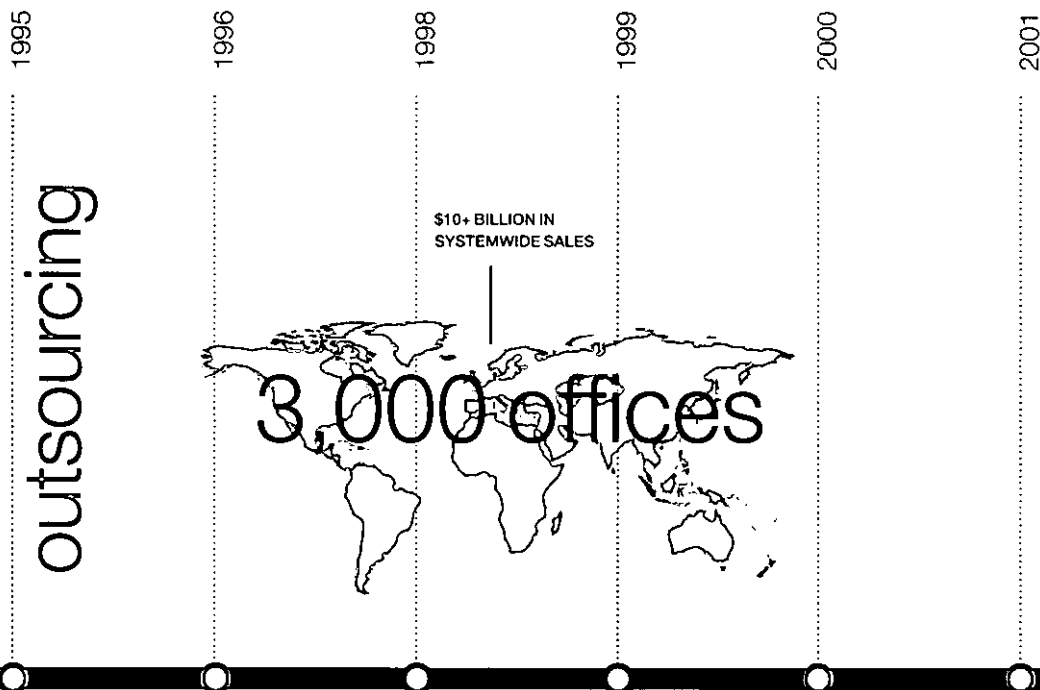 1995
1996
1998
1999
2000
2001
outsourcing
$10+ BILLION IN
SYSTEMWIDE SALES
3,000 offices